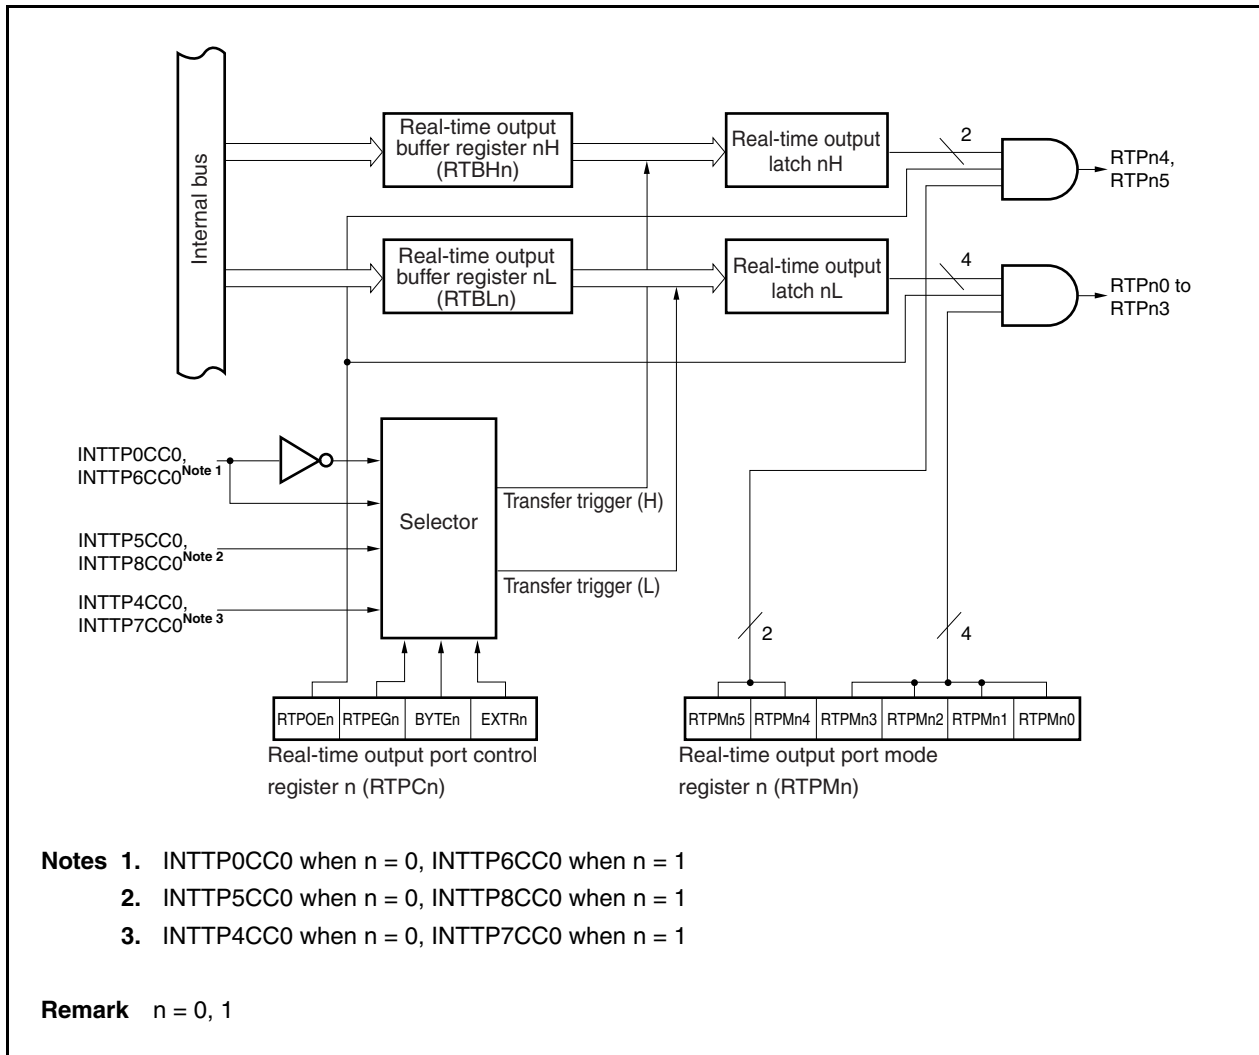 Internal bus
Real-time output
buffer register nH
(RTBHn)
Real-time output
latch nH
2
RTPn4,
RTPn5
Real-time output
buffer register nL
(RTBLn)
Real-time output
latch nL
4
RTPn0 to
RTPn3
INTTP0CC0,
INTTP6CC0Note 1
INTTP5CC0,
INTTP8CC0Note 2
INTTP4CC0,
INTTP7CC0Note 3
Selector
Transfer trigger (H)
Transfer trigger (L)
2
4
RTPOEn RTPEGn BYTEn EXTRn
Real-time output port control
register n (RTPCn)
RTPMn5 RTPMn4 RTPMn3 RTPMn2 RTPMn1 RTPMn0
Real-time output port mode
register n (RTPMn)
Notes 1. INTTP0CC0 when n = 0, INTTP6CC0 when n = 1
2. INTTP5CC0 when n = 0, INTTP8CC0 when n = 1
3. INTTP4CC0 when n = 0, INTTP7CC0 when n = 1
Remark n = 0, 1